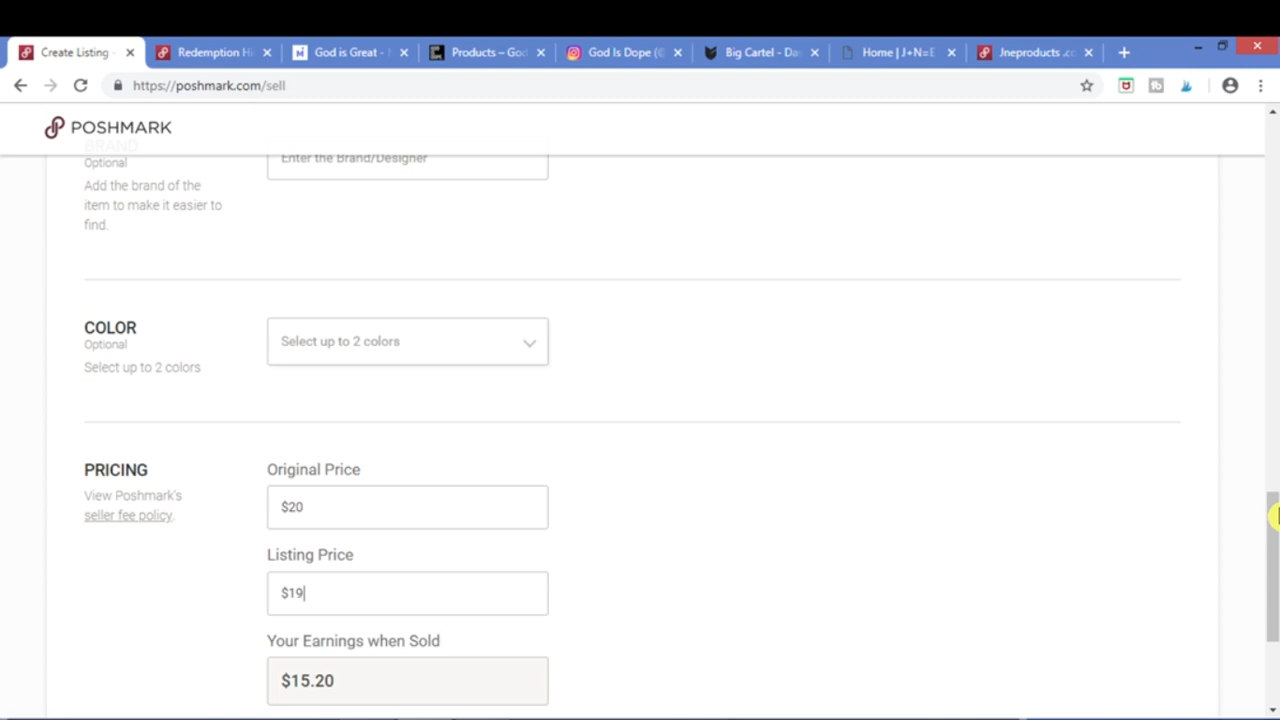 Create Listing -
Redemption H
God is Great -
Products – God
God Is Dope (
Big Cartel - Da
Home | J+N=E
Jneproducts .co
https://poshmark.com/sell
POSHMARK
BRAND
Optional
Add the brand of the
item to make it easier to
find.
Enter the Brand/Designer
COLOR
Optional
Select up to 2 colors
Select up to 2 colors
PRICING
View Poshmark's
seller fee policy.
Original Price
$20
Listing Price
$19
Your Earnings when Sold
$15.20